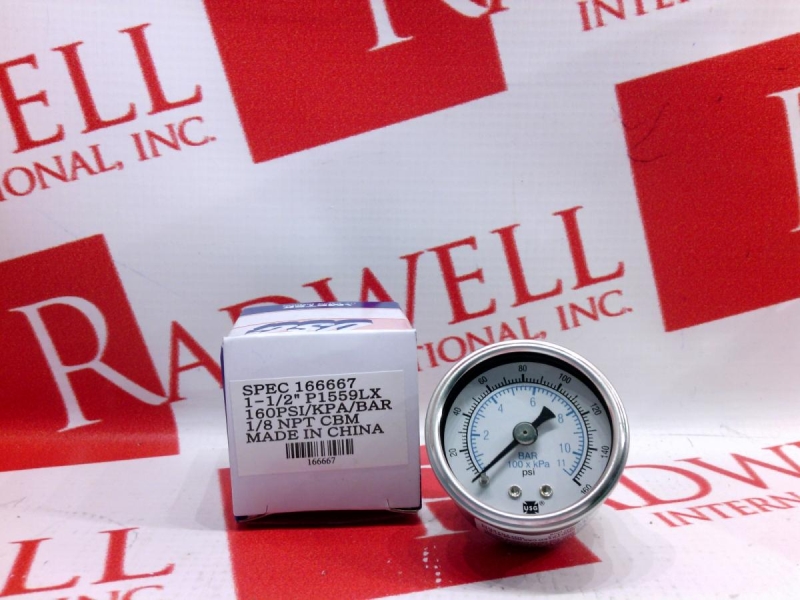 RADWELL
INTERN
ELL
IONAL, INC.
RADWELL
TIONAL, INC.
RADWELL
INTERN
SPEC 166667
1-1/2" P1559LX
160PSI/KPA/BAR
1/8 NPT CBM
MADE IN CHINA
166667
20 40 60 80 100 120 140 160
2 4 6 8 10 11
BAR
100 x kPa
psi
USG ®